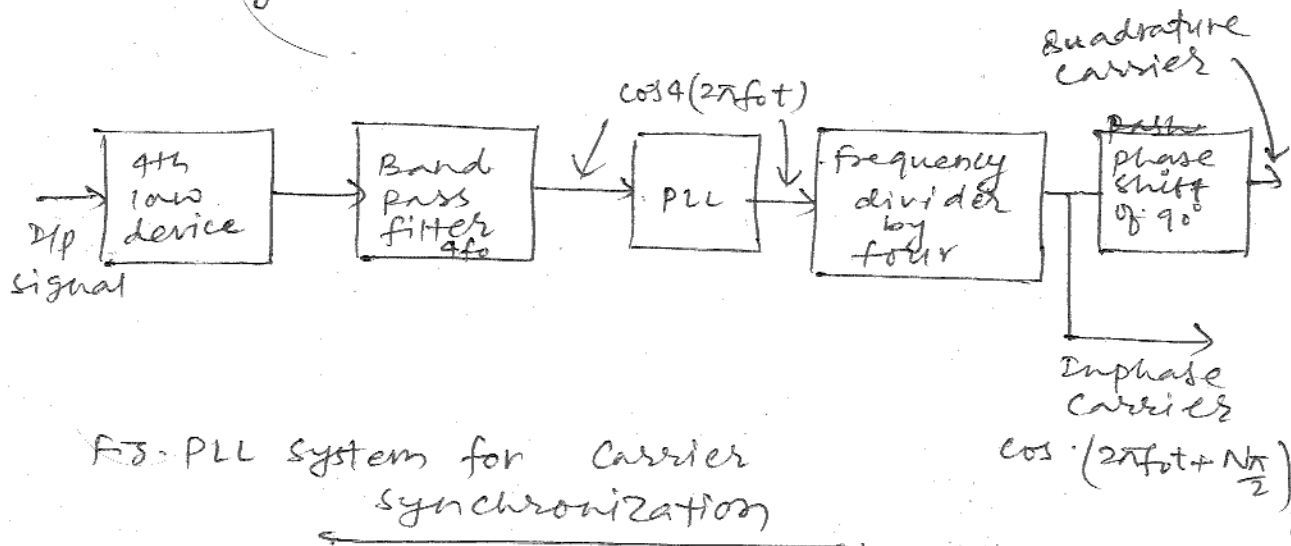 Quadrature
carrier
cos4(2πf₀t)
4th
law
device
Band
pass
filter
4f₀
PLL
frequency
divider
by
four
phase
shift
of 90°
I/p
signal
Inphase
carrier
cos (2πf₀t + Nπ/2)
PLL system for carrier
synchronization